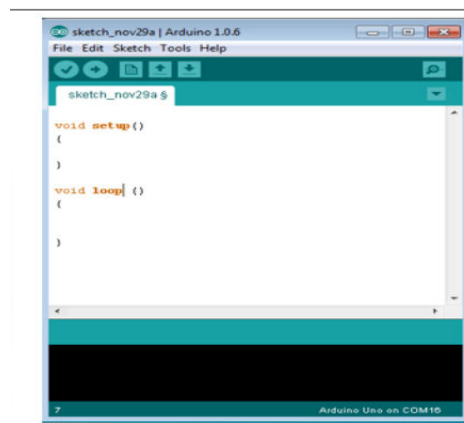 sketch_nov29a | Arduino 1.0.6
File Edit Sketch Tools Help
sketch_nov29a §
void setup()
{
}
void loop ()
{
}
7 Arduino Uno on COM16